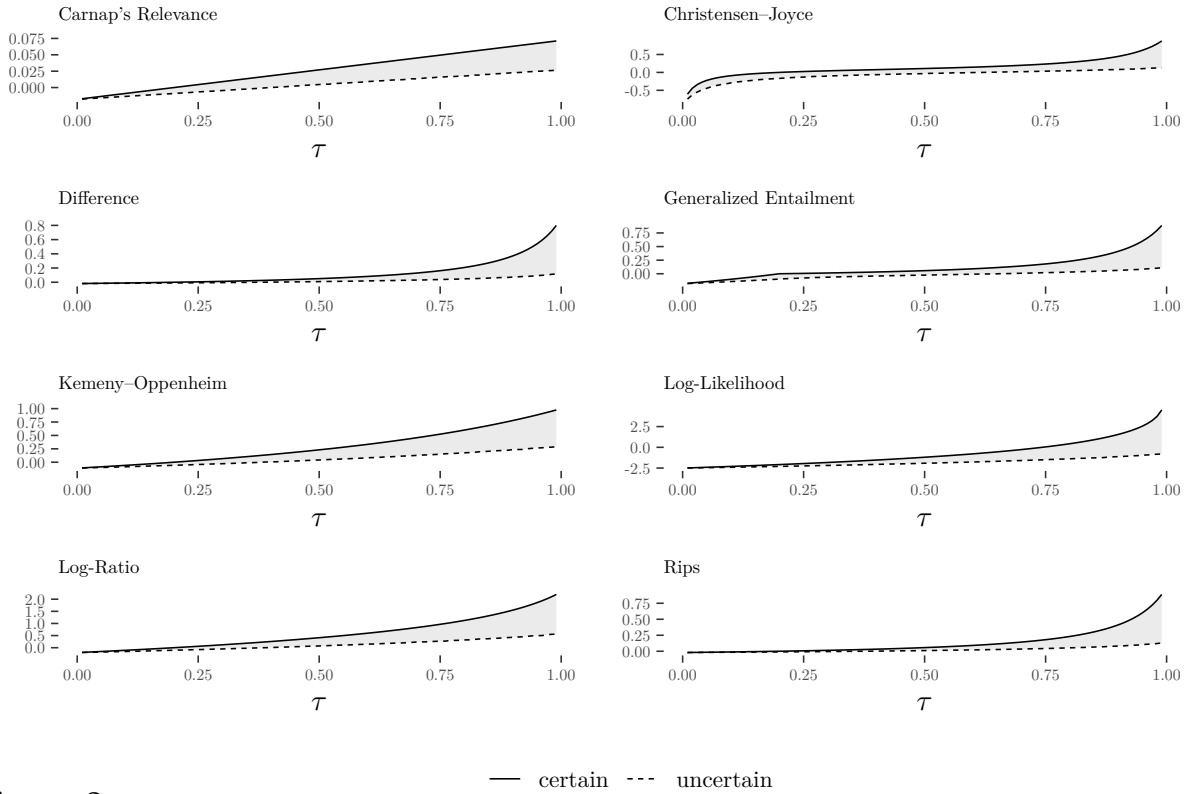 Carnap's Relevance
0.075
0.050
0.025
0.000
0.00 0.25 0.50 0.75 1.00
τ
Christensen–Joyce
0.5
0.0
-0.5
0.00 0.25 0.50 0.75 1.00
τ
Difference
0.8
0.6
0.4
0.2
0.0
0.00 0.25 0.50 0.75 1.00
τ
Generalized Entailment
0.75
0.50
0.25
0.00
0.00 0.25 0.50 0.75 1.00
τ
Kemeny–Oppenheim
1.00
0.75
0.50
0.25
0.00
0.00 0.25 0.50 0.75 1.00
τ
Log-Likelihood
2.5
0.0
-2.5
0.00 0.25 0.50 0.75 1.00
τ
Log-Ratio
2.0
1.5
1.0
0.5
0.0
0.00 0.25 0.50 0.75 1.00
τ
Rips
0.75
0.50
0.25
0.00
0.00 0.25 0.50 0.75 1.00
τ
certain uncertain